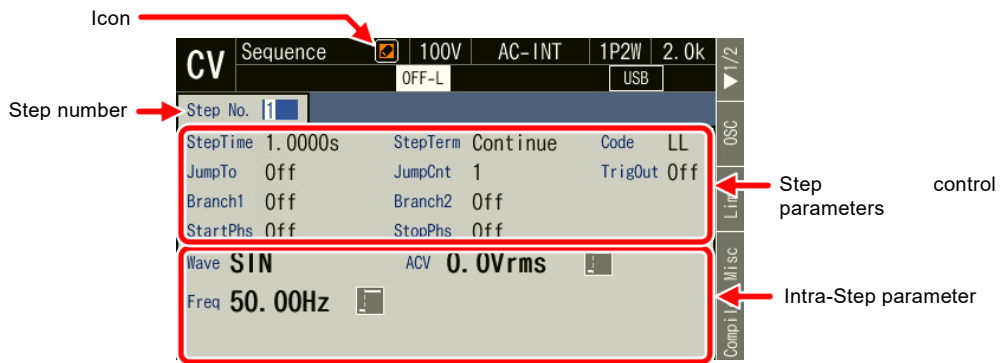 Icon
CV Sequence 100V AC-INT 1P2W 2.0k
OFF-L USB
▼1/2
Step number
Step No. 1
OSC
StepTime 1.0000s StepTerm Continue Code LL
JumpTo Off JumpCnt 1 TrigOut Off
Step control
parameters
Branch1 Off Branch2 Off
StartPhs Off StopPhs Off
Wave SIN ACV 0.0Vrms
Misc
Freq 50.00Hz
Intra-Step parameter